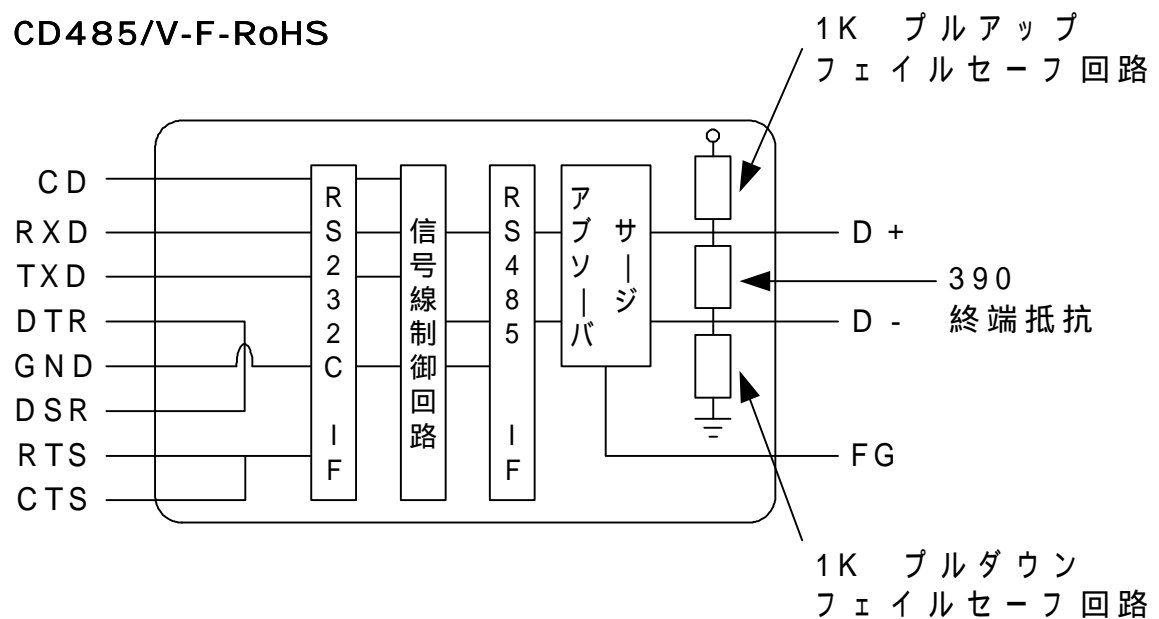 CD485/V-F-RoHS
1K プルアップ
フェイルセーフ回路
CD
RXD
TXD
DTR
GND
DSR
RTS
CTS
RS232C IF
信号線制御回路
RS485 IF
サージ
アブソーバ
D+
390
終端抵抗
D-
FG
1K プルダウン
フェイルセーフ回路